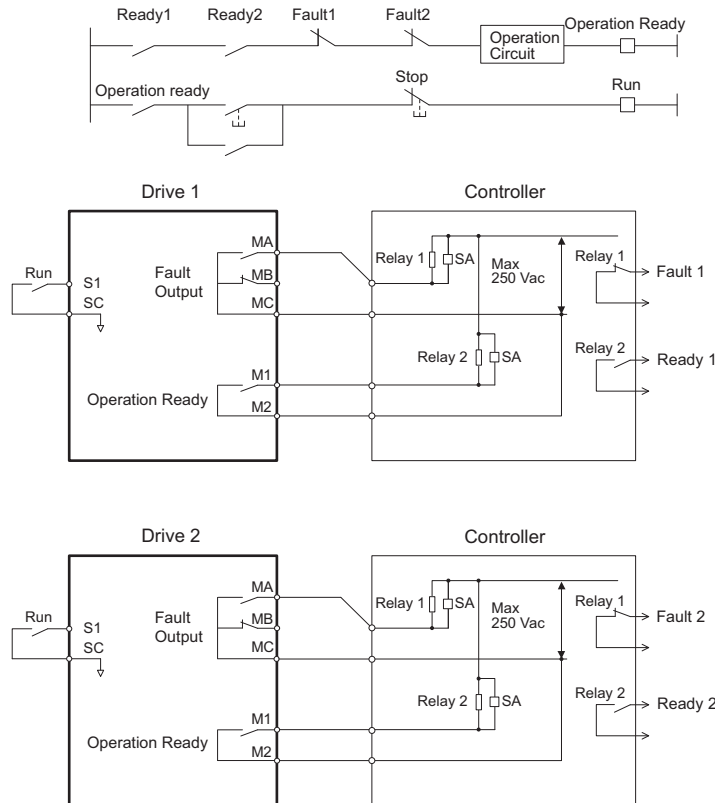 Ready1 Ready2 Fault1 Fault2
Operation Circuit
Operation Ready
Operation ready
Stop
Run
Drive 1
Controller
Run
S1
SC
Fault
Output
MA
MB
MC
Operation Ready
M1
M2
Relay 1
SA
Max
250 Vac
Relay 2
SA
Relay 1
Fault 1
Relay 2
Ready 1
Drive 2
Controller
Run
S1
SC
Fault
Output
MA
MB
MC
Operation Ready
M1
M2
Relay 1
SA
Max
250 Vac
Relay 2
SA
Relay 1
Fault 2
Relay 2
Ready 2